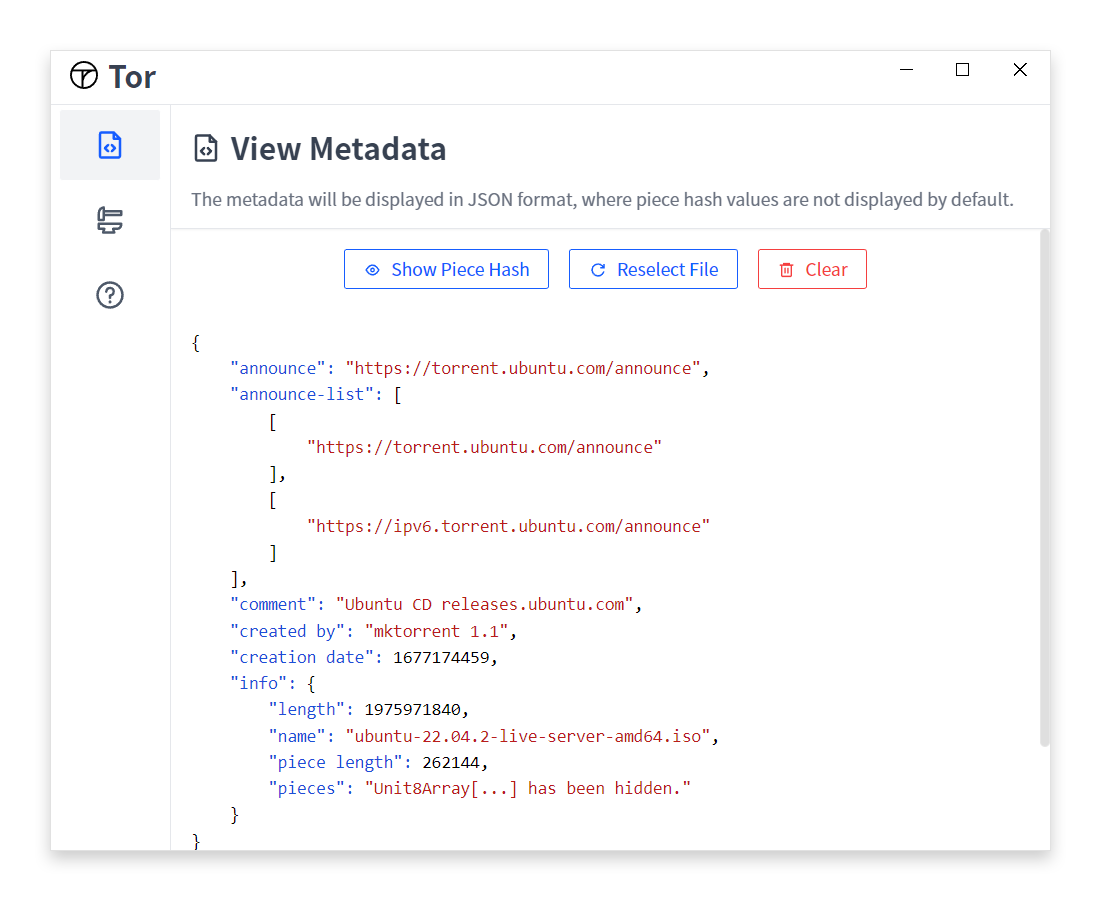 Tor
View Metadata
The metadata will be displayed in JSON format, where piece hash values are not displayed by default.
Show Piece Hash
Reselect File
Clear
{
"announce": "https://torrent.ubuntu.com/announce",
"announce-list": [
[
"https://torrent.ubuntu.com/announce"
],
[
"https://ipv6.torrent.ubuntu.com/announce"
]
],
"comment": "Ubuntu CD releases.ubuntu.com",
"created by": "mktorrent 1.1",
"creation date": 1677174459,
"info": {
"length": 1975971840,
"name": "ubuntu-22.04.2-live-server-amd64.iso",
"piece length": 262144,
"pieces": "Unit8Array[...] has been hidden."
}
}